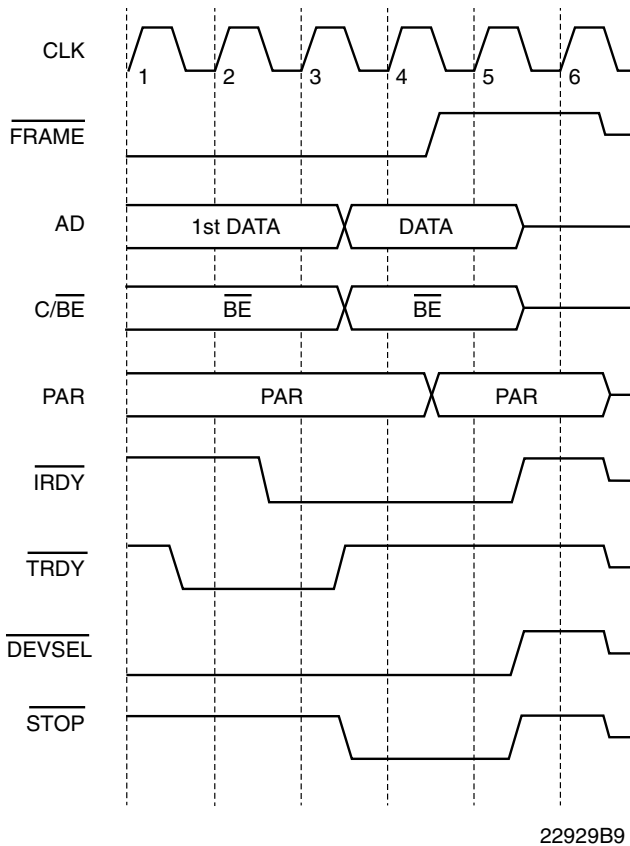 CLK
1 2 3 4 5 6
FRAME
AD 1st DATA DATA
C/BE BE BE
PAR PAR PAR
IRDY
TRDY
DEVSEL
STOP
22929B9